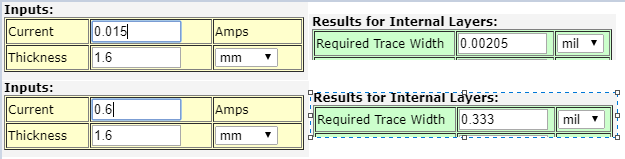 Inputs:
Current 0.015 Amps
Thickness 1.6 mm
Results for Internal Layers:
Required Trace Width 0.00205 mil
Inputs:
Current 0.6 Amps
Thickness 1.6 mm
Results for Internal Layers:
Required Trace Width 0.333 mil